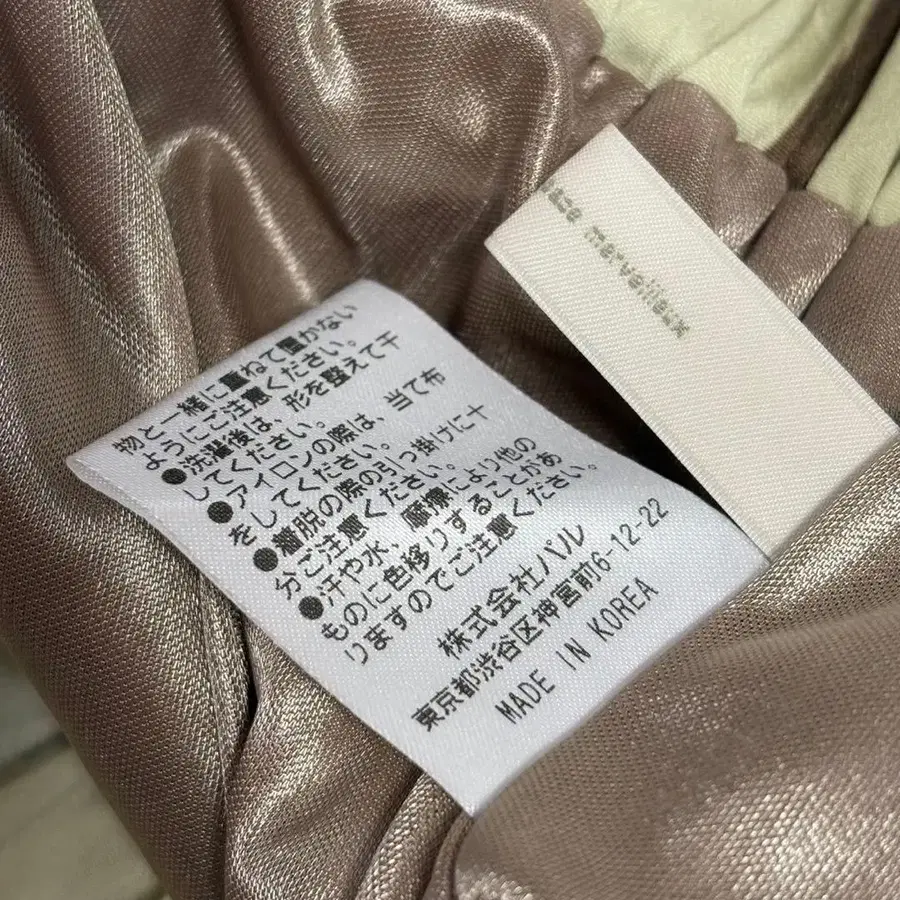 物と一緒に重ねて置かない
ようにご注意ください。
●洗濯後は、形を整えて干
してください。
●アイロンの際は、当て布
をしてください。
●着脱の際の引っ掛けに十
分ご注意ください。
●汗や水、摩擦により他の
ものに色移りすることがあ
りますのでご注意ください。
株式会社パル
東京都渋谷区神宮前6-12-22
MADE IN KOREA
merveilleux